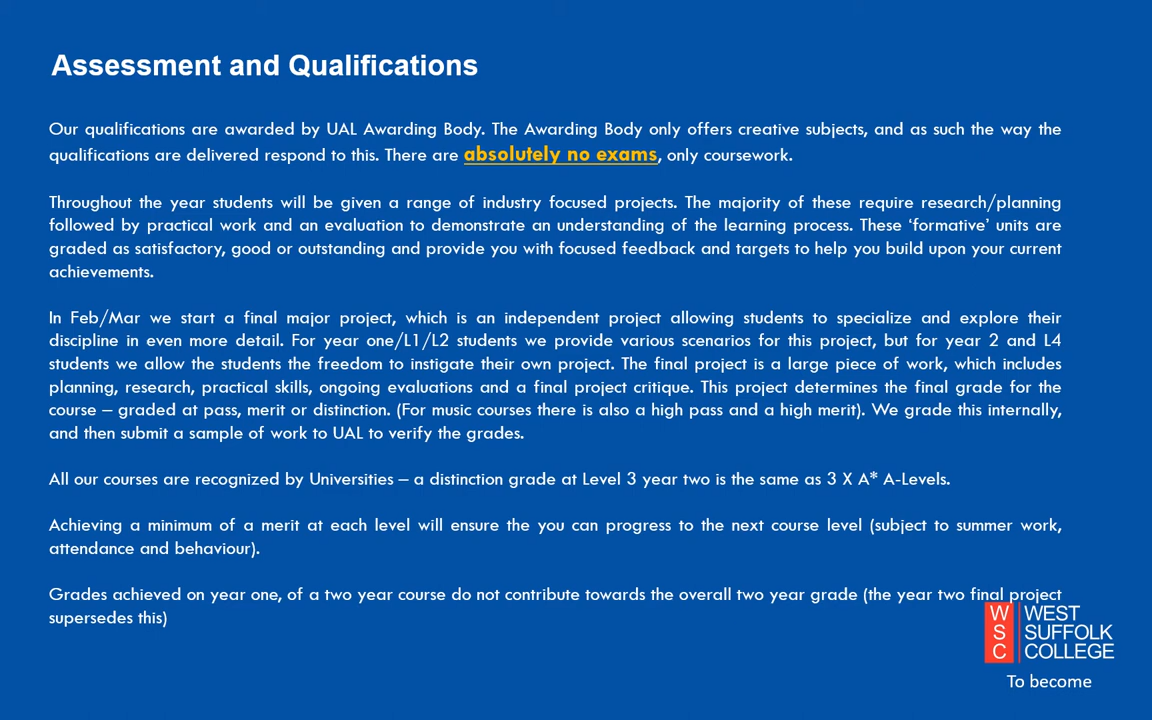 Assessment and Qualifications
Our qualifications are awarded by UAL Awarding Body. The Awarding Body only offers creative subjects, and as such the way the
qualifications are delivered respond to this. There are absolutely no exams, only coursework.
Throughout the year students will be given a range of industry focused projects. The majority of these require research/planning
followed by practical work and an evaluation to demonstrate an understanding of the learning process. These ‘formative’ units are
graded as satisfactory, good or outstanding and provide you with focused feedback and targets to help you build upon your current
achievements.
In Feb/Mar we start a final major project, which is an independent project allowing students to specialize and explore their
discipline in even more detail. For year one/L1/L2 students we provide various scenarios for this project, but for year 2 and L4
students we allow the students the freedom to instigate their own project. The final project is a large piece of work, which includes
planning, research, practical skills, ongoing evaluations and a final project critique. This project determines the final grade for the
course – graded at pass, merit or distinction. (For music courses there is also a high pass and a high merit). We grade this internally,
and then submit a sample of work to UAL to verify the grades.
All our courses are recognized by Universities – a distinction grade at Level 3 year two is the same as 3 X A* A-Levels.
Achieving a minimum of a merit at each level will ensure the you can progress to the next course level (subject to summer work,
attendance and behaviour).
Grades achieved on year one, of a two year course do not contribute towards the overall two year grade (the year two final project
supersedes this)
W WEST
S SUFFOLK
C COLLEGE
To become